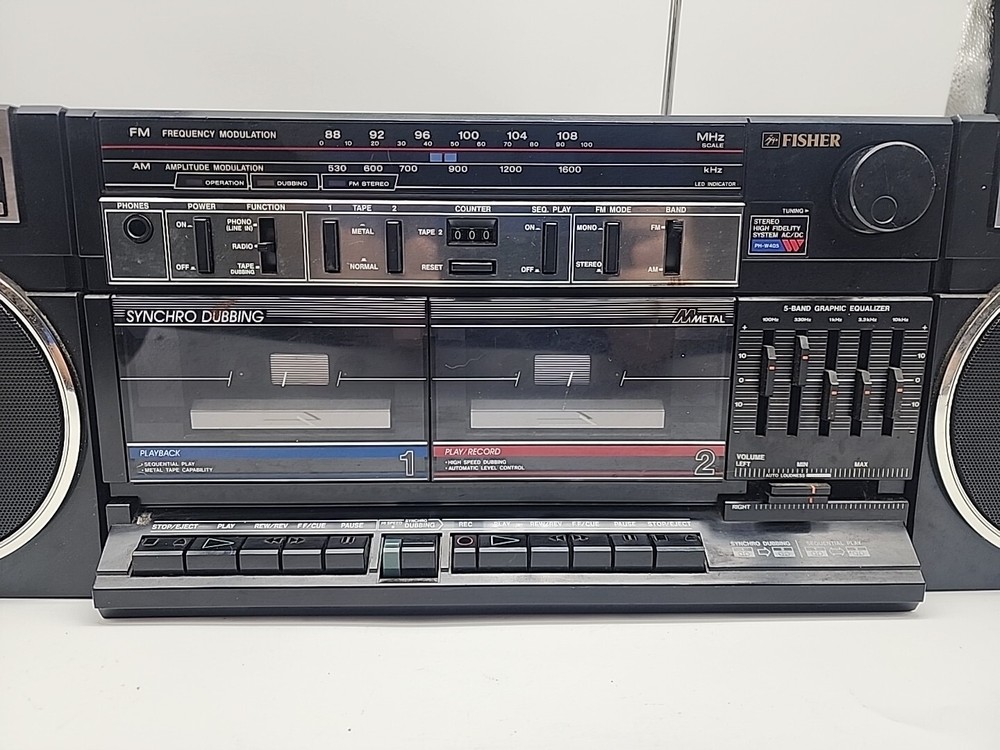 FM FREQUENCY MODULATION 88 92 96 100 104 108 MHz
0 10 20 30 40 50 60 70 80 90 100 SCALE
AM AMPLITUDE MODULATION 530 600 700 900 1200 1600 kHz
OPERATION DUBBING FM STEREO LED INDICATOR
FISHER
TUNING
STEREO
HIGH FIDELITY
SYSTEM AC/DC
PH-W405
PHONES POWER FUNCTION 1 TAPE 2 COUNTER SEQ. PLAY FM MODE BAND
ON PHONO (LINE IN) METAL TAPE 2 000 ON MONO FM
RADIO
OFF TAPE DUBBING NORMAL RESET OFF STEREO AM
SYNCHRO DUBBING
METAL
5-BAND GRAPHIC EQUALIZER
100Hz 330Hz 1kHz 3.3kHz 10kHz
+ +
10 10
0 0
10 10
- -
PLAYBACK
SEQUENTIAL PLAY
METAL TAPE CAPABILITY
1
PLAY/RECORD
HIGH SPEED DUBBING
AUTOMATIC LEVEL CONTROL
2
VOLUME
LEFT MIN MAX
AUTO LOUDNESS
RIGHT
STOP/EJECT PLAY REW/REV FF/CUE PAUSE SYNCHRO DUBBING REC PLAY REW/REV FF/CUE PAUSE STOP/EJECT
SYNCHRO DUBBING SEQUENTIAL PLAY